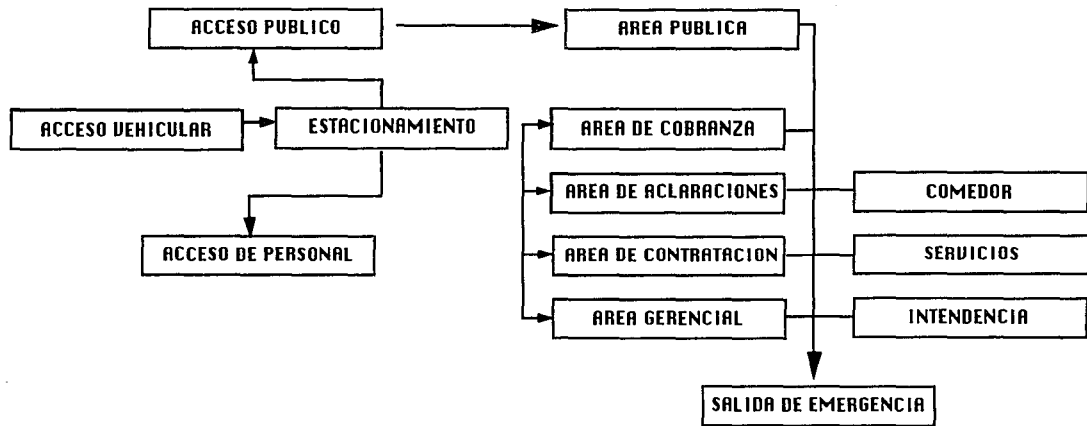 ACCESO PUBLICO
AREA PUBLICA
ACCESO VEHICULAR
ESTACIONAMIENTO
AREA DE COBRANZA
AREA DE ACLARACIONES
COMEDOR
ACCESO DE PERSONAL
AREA DE CONTRATACION
SERVICIOS
AREA GERENCIAL
INTENDENCIA
SALIDA DE EMERGENCIA